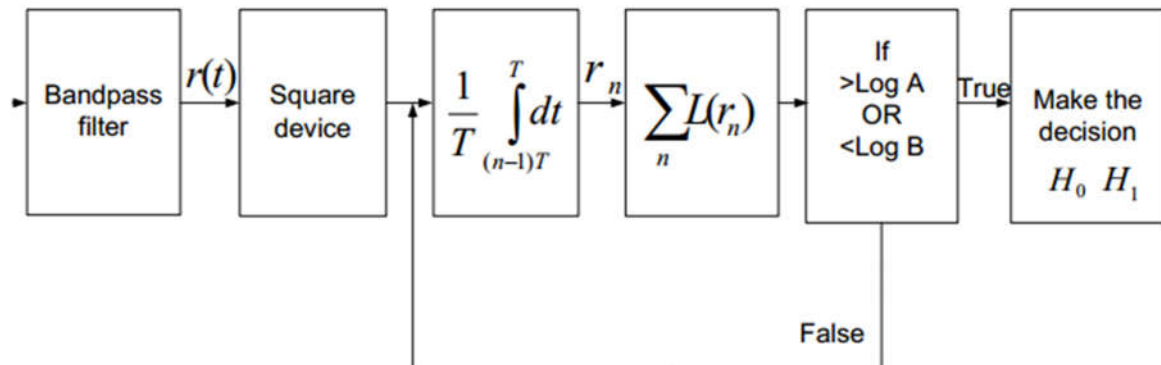 Bandpass
filter
r(t)
Square
device
1/T ∫_{(n-1)T}^{T} dt
r_n
∑_n L(r_n)
If
>Log A
OR
<Log B
True
Make the
decision
H_0 H_1
False